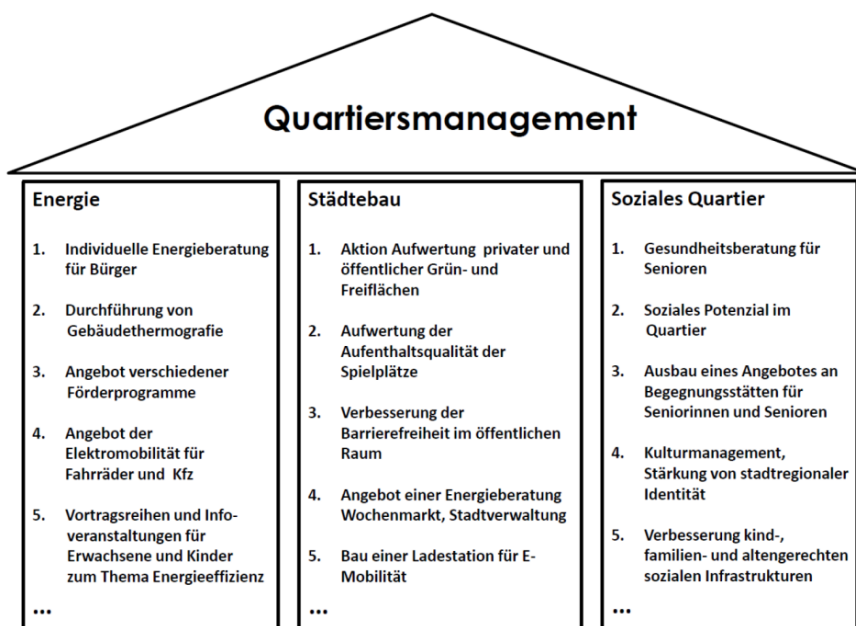 Quartiersmanagement
Energie
1. Individuelle Energieberatung
für Bürger
2. Durchführung von
Gebäudethermografie
3. Angebot verschiedener
Förderprogramme
4. Angebot der
Elektromobilität für
Fahrräder und Kfz
5. Vortragsreihen und Info-
veranstaltungen für
Erwachsene und Kinder
zum Thema Energieeffizienz
...
Städtebau
1. Aktion Aufwertung privater und
öffentlicher Grün- und
Freiflächen
2. Aufwertung der
Aufenthaltsqualität der
Spielplätze
3. Verbesserung der
Barrierefreiheit im öffentlichen
Raum
4. Angebot einer Energieberatung
Wochenmarkt, Stadtverwaltung
5. Bau einer Ladestation für E-
Mobilität
...
Soziales Quartier
1. Gesundheitsberatung für
Senioren
2. Soziales Potenzial im
Quartier
3. Ausbau eines Angebotes an
Begegnungsstätten für
Seniorinnen und Senioren
4. Kulturmanagement,
Stärkung von stadtregionaler
Identität
5. Verbesserung kind-,
familien- und altengerechten
sozialen Infrastrukturen
...